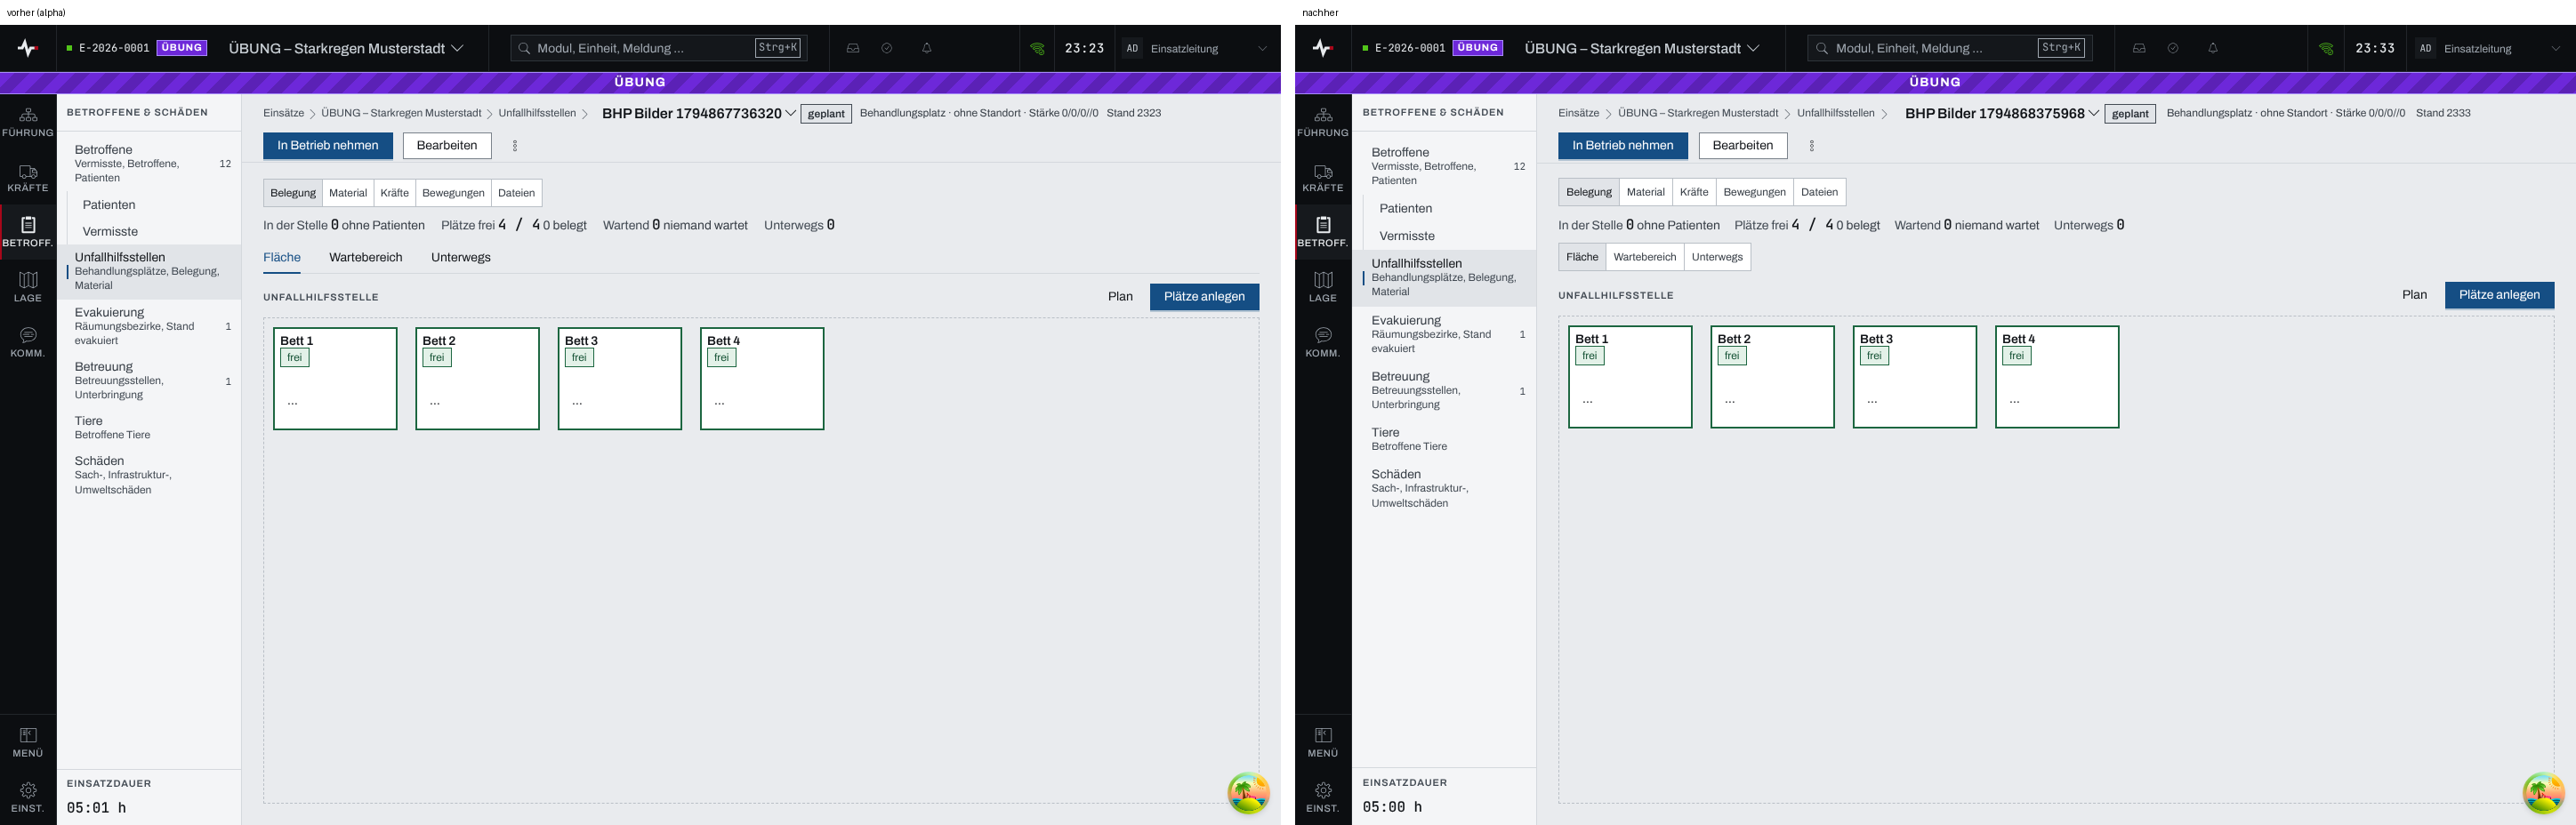 vorher (alpha)
E-2026-0001 ÜBUNG ÜBUNG – Starkregen Musterstadt Modul, Einheit, Meldung ... Strg+K 23:23 AD Einsatzleitung
ÜBUNG
FÜHRUNG
KRÄFTE
BETROFF.
LAGE
KOMM.
MENÜ
EINST.
BETROFFENE & SCHÄDEN
Betroffene
Vermisste, Betroffene, 12
Patienten
Patienten
Vermisste
Unfallhilfsstellen
Behandlungsplätze, Belegung,
Material
Evakuierung
Räumungsbezirke, Stand 1
evakuiert
Betreuung
Betreuungsstellen, 1
Unterbringung
Tiere
Betroffene Tiere
Schäden
Sach-, Infrastruktur-,
Umweltschäden
EINSATZDAUER
05:01 h
Einsätze ÜBUNG – Starkregen Musterstadt Unfallhilfsstellen BHP Bilder 1794867736320 geplant Behandlungsplatz · ohne Standort · Stärke 0/0/0//0 Stand 2323
In Betrieb nehmen Bearbeiten
Belegung Material Kräfte Bewegungen Dateien
In der Stelle 0 ohne Patienten Plätze frei 4 / 4 0 belegt Wartend 0 niemand wartet Unterwegs 0
Fläche Wartebereich Unterwegs
UNFALLHILFSSTELLE Plan Plätze anlegen
Bett 1 Bett 2 Bett 3 Bett 4
frei frei frei frei
... ... ... ...
nachher
E-2026-0001 ÜBUNG ÜBUNG – Starkregen Musterstadt Modul, Einheit, Meldung ... Strg+K 23:33 AD Einsatzleitung
ÜBUNG
FÜHRUNG
KRÄFTE
BETROFF.
LAGE
KOMM.
MENÜ
EINST.
BETROFFENE & SCHÄDEN
Betroffene
Vermisste, Betroffene, 12
Patienten
Patienten
Vermisste
Unfallhilfsstellen
Behandlungsplätze, Belegung,
Material
Evakuierung
Räumungsbezirke, Stand 1
evakuiert
Betreuung
Betreuungsstellen, 1
Unterbringung
Tiere
Betroffene Tiere
Schäden
Sach-, Infrastruktur-,
Umweltschäden
EINSATZDAUER
05:00 h
Einsätze ÜBUNG – Starkregen Musterstadt Unfallhilfsstellen BHP Bilder 1794868375968 geplant Behandlungsplatz · ohne Standort · Stärke 0/0/0//0 Stand 2333
In Betrieb nehmen Bearbeiten
Belegung Material Kräfte Bewegungen Dateien
In der Stelle 0 ohne Patienten Plätze frei 4 / 4 0 belegt Wartend 0 niemand wartet Unterwegs 0
Fläche Wartebereich Unterwegs
UNFALLHILFSSTELLE Plan Plätze anlegen
Bett 1 Bett 2 Bett 3 Bett 4
frei frei frei frei
... ... ... ...